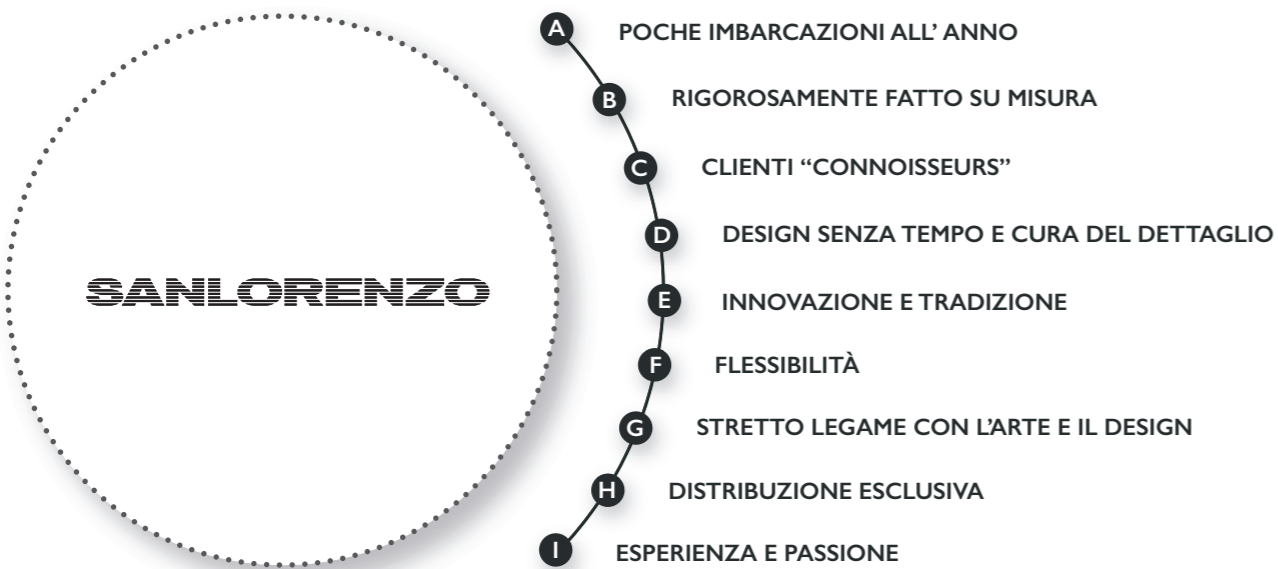 SANLORENZO
A POCHE IMBARCAZIONI ALL’ ANNO
B RIGOROSAMENTE FATTO SU MISURA
C CLIENTI “CONNOISSEURS”
D DESIGN SENZA TEMPO E CURA DEL DETTAGLIO
E INNOVAZIONE E TRADIZIONE
F FLESSIBILITÀ
G STRETTO LEGAME CON L’ARTE E IL DESIGN
H DISTRIBUZIONE ESCLUSIVA
I ESPERIENZA E PASSIONE